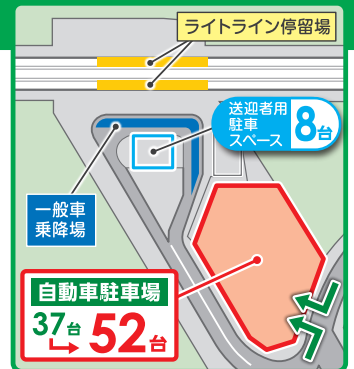 ライトライン停留場
送迎者用
駐車
スペース
8台
一般車
乗降場
自動車駐車場
37台
52台